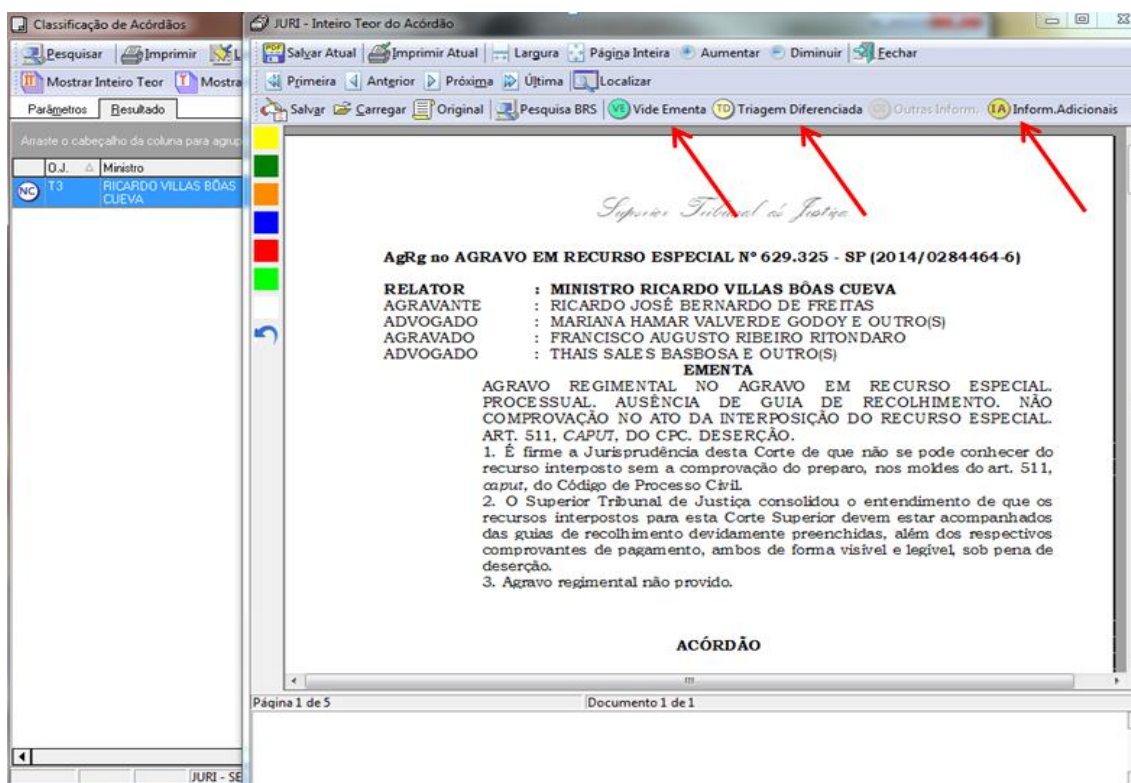 Classificação de Acórdãos
Pesquisar Imprimir L
Mostrar Inteiro Teor Mostra
Parâmetros Resultado
Arraste o cabeçalho da coluna para agrup
O.J. Ministro
NC T3 RICARDO VILLAS BÔAS
CUEVA
JURI - SE
JURI - Inteiro Teor do Acórdão
Salvar Atual Imprimir Atual Largura Página Inteira Aumentar Diminuir Fechar
Primeira Anterior Próxima Última Localizar
Salvar Carregar Original Pesquisa BRS VE Vide Ementa TD Triagem Diferenciada Outras Inform. IA Inform.Adicionais
Superior Tribunal de Justiça
AgRg no AGRAVO EM RECURSO ESPECIAL Nº 629.325 - SP (2014/0284464-6)
RELATOR : MINISTRO RICARDO VILLAS BÔAS CUEVA
AGRAVANTE : RICARDO JOSÉ BERNARDO DE FREITAS
ADVOGADO : MARIANA HAMAR VALVERDE GODOY E OUTRO(S)
AGRAVADO : FRANCISCO AUGUSTO RIBEIRO RITONDARO
ADVOGADO : THAIS SALES BASBOSA E OUTRO(S)
EMENTA
AGRAVO REGIMENTAL NO AGRAVO EM RECURSO ESPECIAL.
PROCESSUAL. AUSÊNCIA DE GUIA DE RECOLHIMENTO. NÃO
COMPROVAÇÃO NO ATO DA INTERPOSIÇÃO DO RECURSO ESPECIAL.
ART. 511, CAPUT, DO CPC. DESERÇÃO.
1. É firme a Jurisprudência desta Corte de que não se pode conhecer do
recurso interposto sem a comprovação do preparo, nos moldes do art. 511,
caput, do Código de Processo Civil.
2. O Superior Tribunal de Justiça consolidou o entendimento de que os
recursos interpostos para esta Corte Superior devem estar acompanhados
das guias de recolhimento devidamente preenchidas, além dos respectivos
comprovantes de pagamento, ambos de forma visível e legível, sob pena de
deserção.
3. Agravo regimental não provido.
ACÓRDÃO
Página 1 de 5 Documento 1 de 1